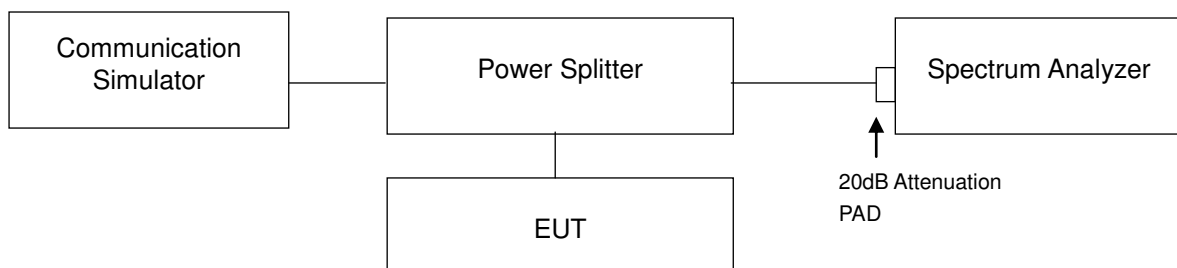 Communication
Simulator
Power Splitter
Spectrum Analyzer
20dB Attenuation
PAD
EUT